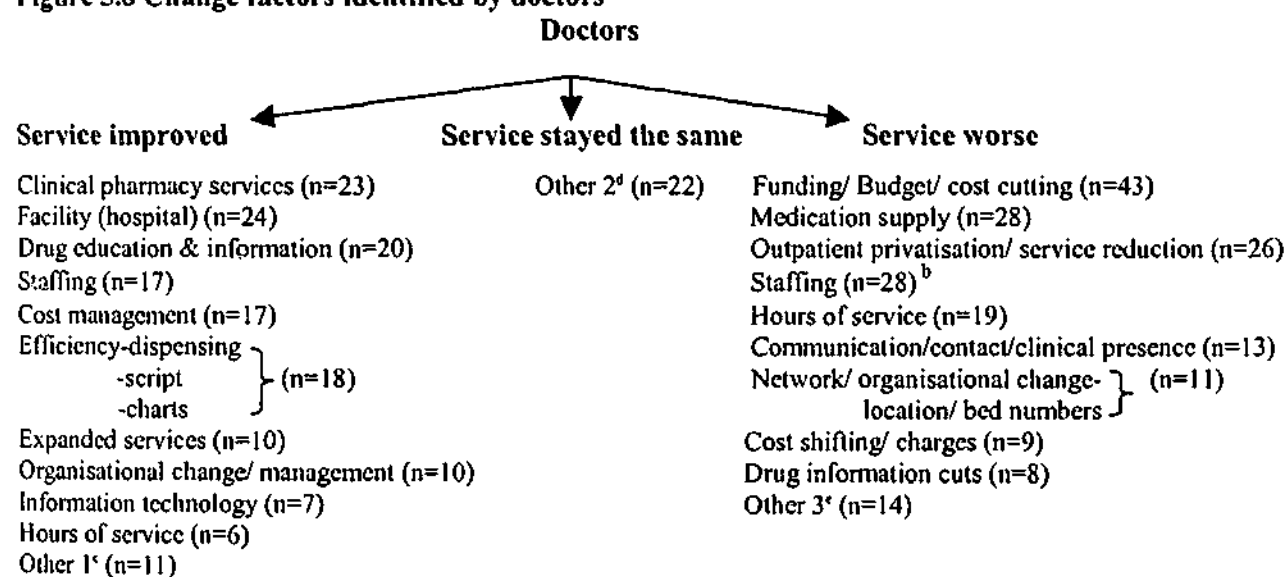 Figure 3.8 Change factors identified by doctors
Doctors
Service improved
Clinical pharmacy services (n=23)
Facility (hospital) (n=24)
Drug education & information (n=20)
Staffing (n=17)
Cost management (n=17)
Efficiency-dispensing
-script
-charts
(n=18)
Expanded services (n=10)
Organisational change/ management (n=10)
Information technology (n=7)
Hours of service (n=6)
Other 1ᶜ (n=11)
Service stayed the same
Other 2ᵈ (n=22)
Service worse
Funding/ Budget/ cost cutting (n=43)
Medication supply (n=28)
Outpatient privatisation/ service reduction (n=26)
Staffing (n=28)ᵇ
Hours of service (n=19)
Communication/contact/clinical presence (n=13)
Network/ organisational change-
location/ bed numbers
(n=11)
Cost shifting/ charges (n=9)
Drug information cuts (n=8)
Other 3ᵉ (n=14)